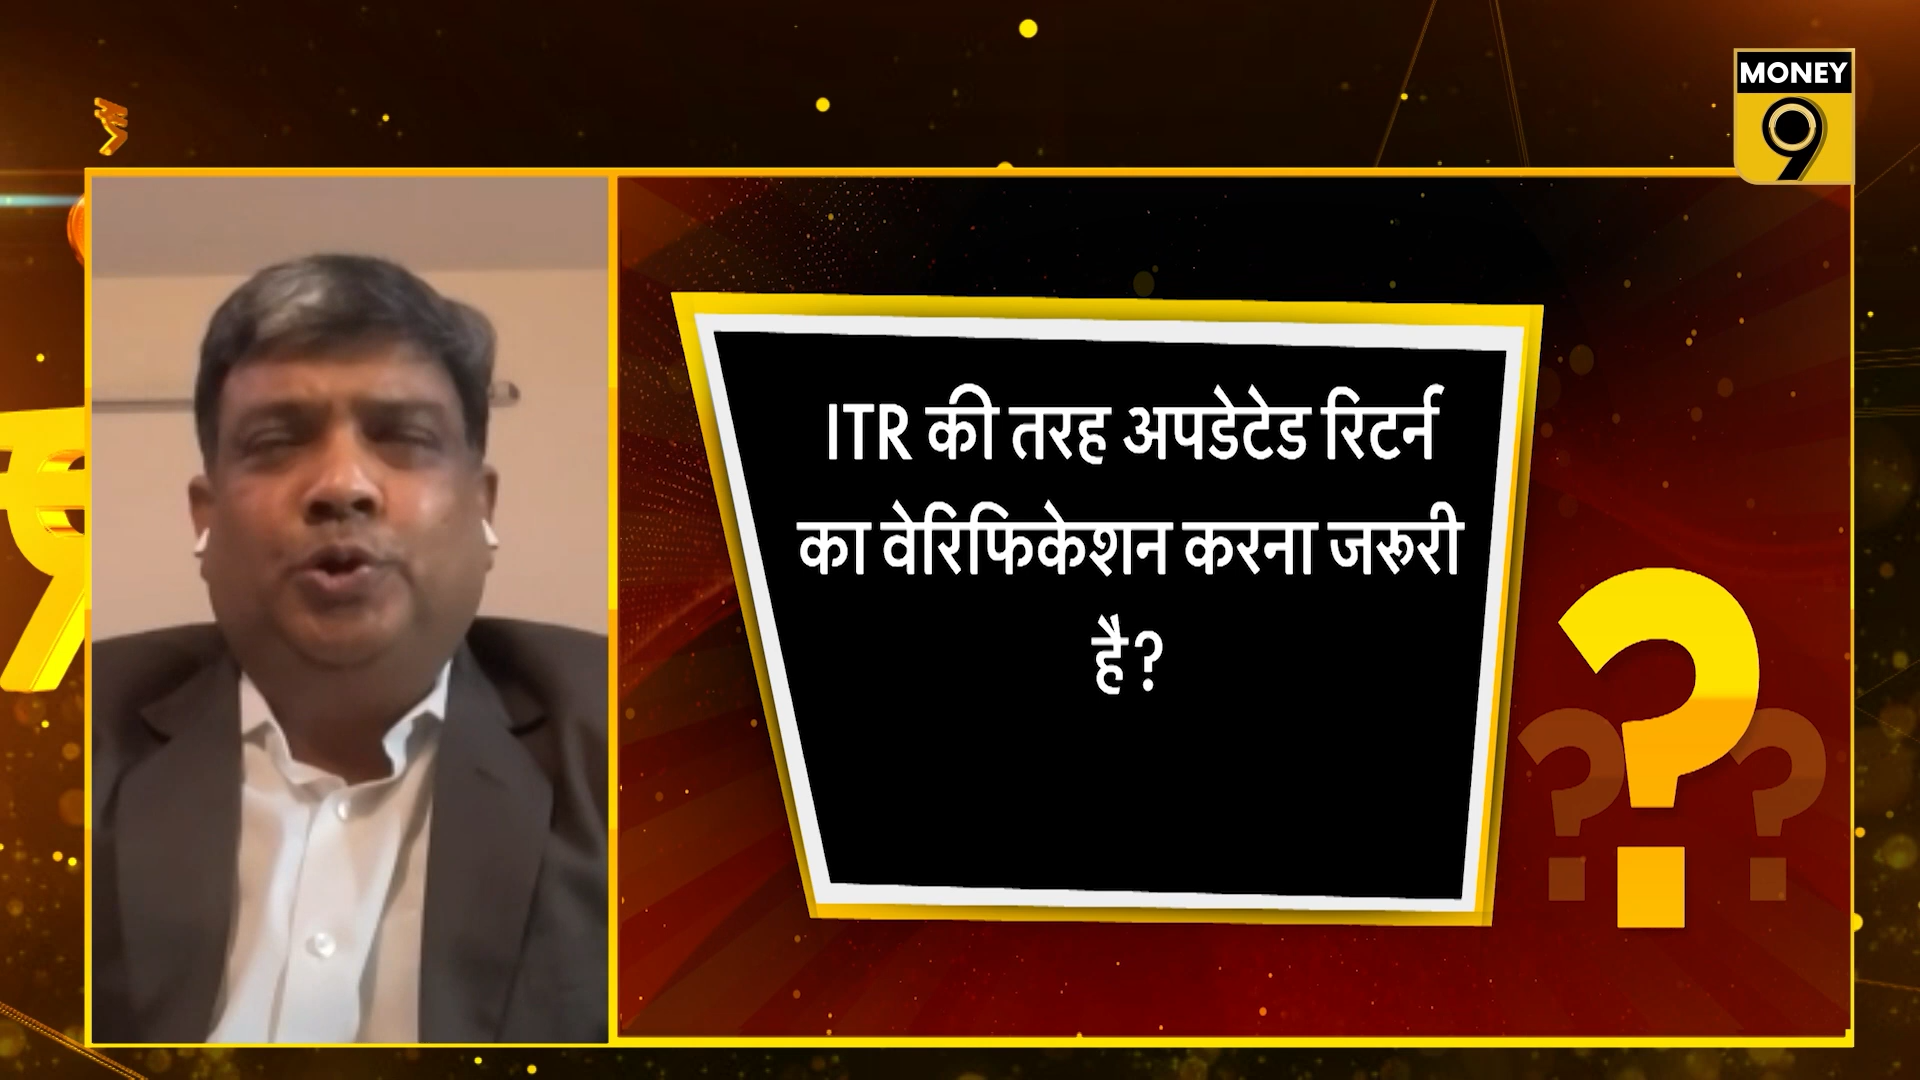 MONEY
9
ITR की तरह अपडेटेड रिटर्न
का वेरिफिकेशन करना जरूरी
है?